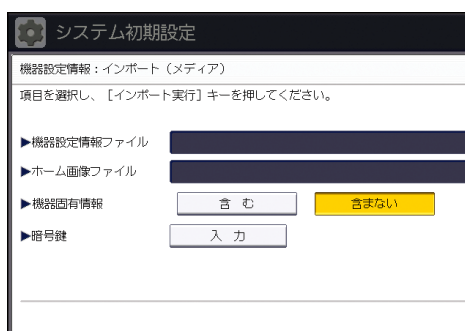 システム初期設定
機器設定情報：インポート（メディア）
項目を選択し、［インポート実行］キーを押してください。
▶機器設定情報ファイル
▶ホーム画像ファイル
▶機器固有情報 含 む 含まない
▶暗号鍵 入 力